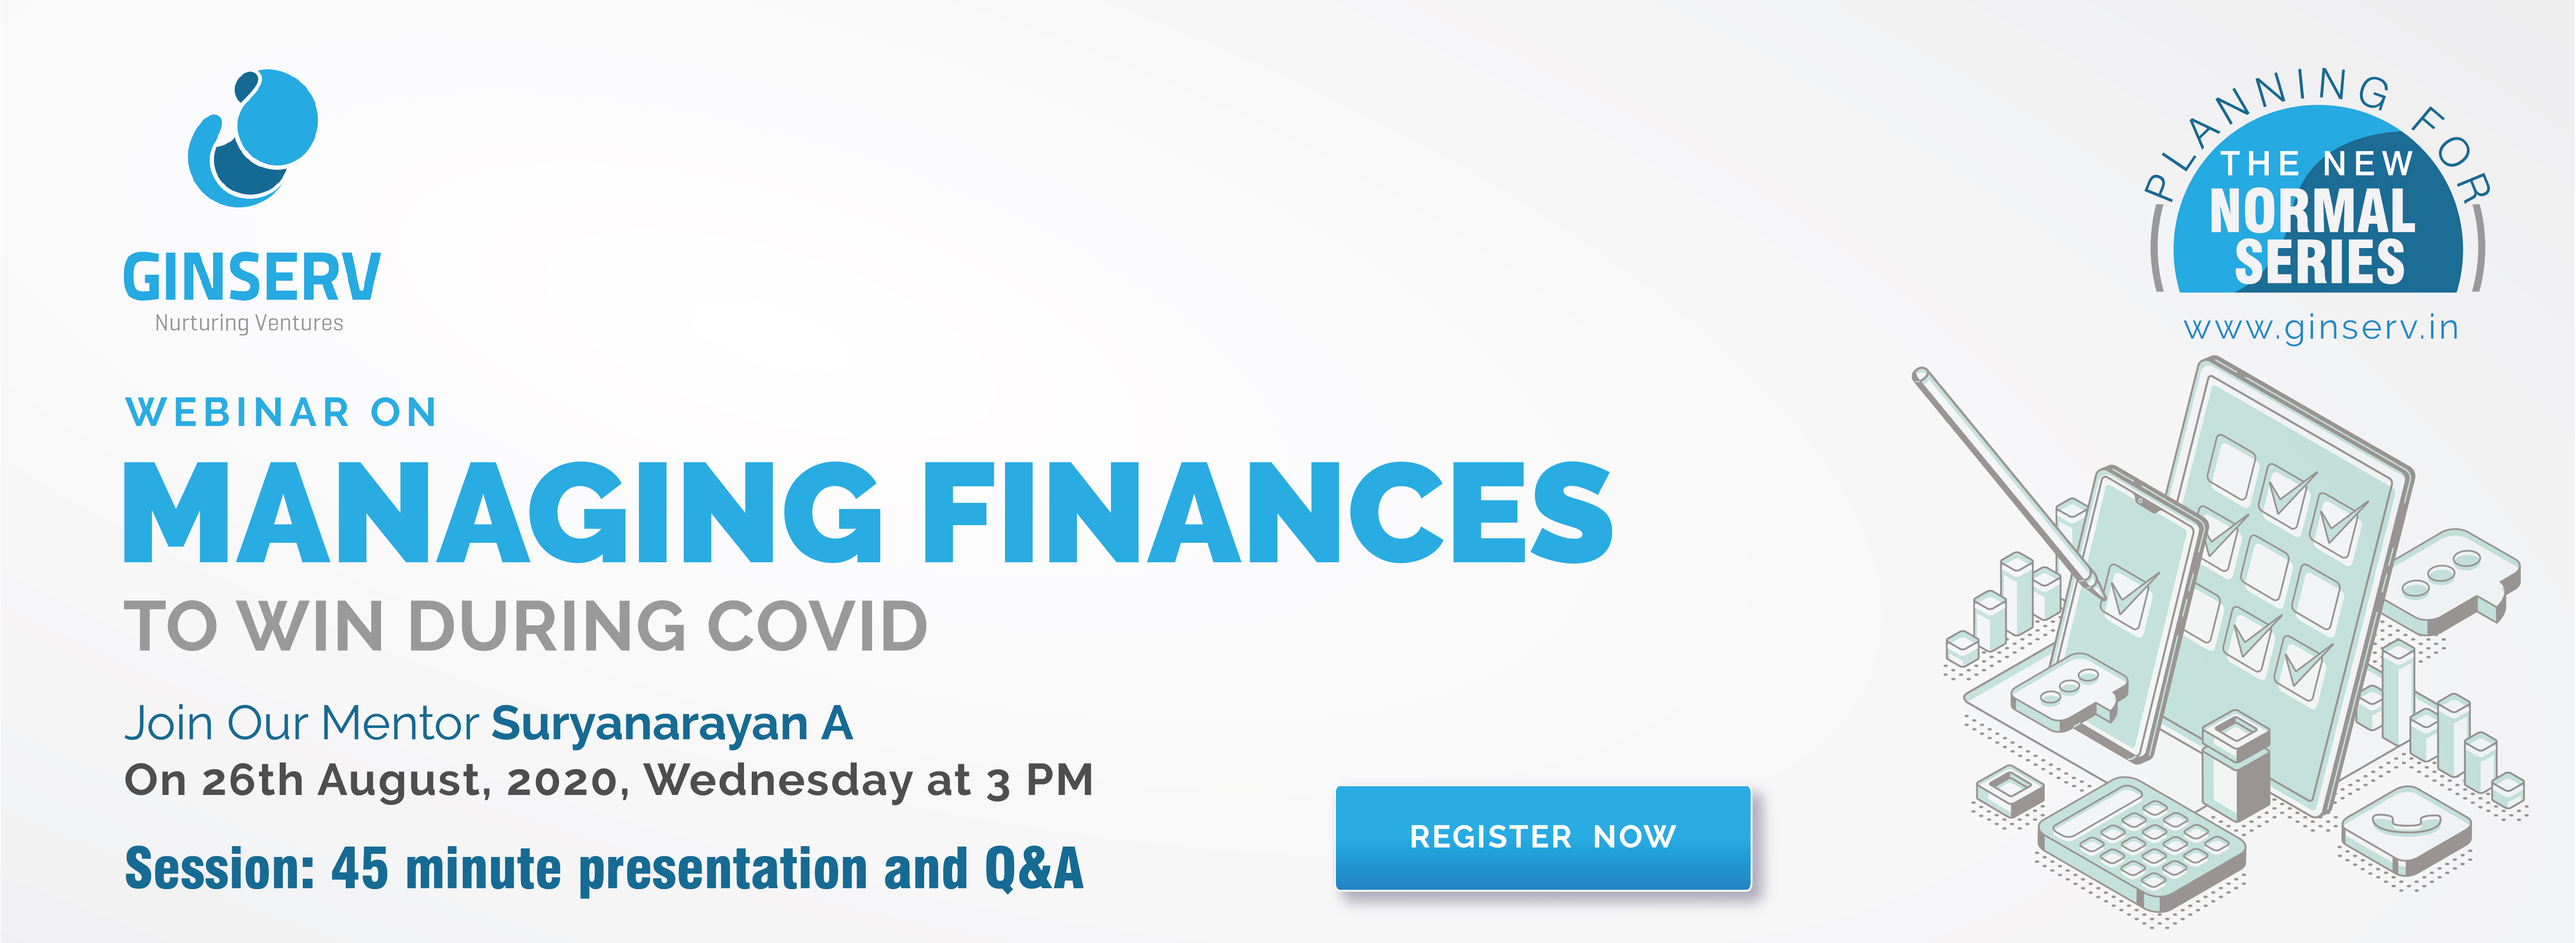 GINSERV
Nurturing Ventures
PLANNING FOR
THE NEW
NORMAL
SERIES
www.ginserv.in
WEBINAR ON
MANAGING FINANCES
TO WIN DURING COVID
Join Our Mentor Suryanarayan A
On 26th August, 2020, Wednesday at 3 PM
Session: 45 minute presentation and Q&A
REGISTER NOW